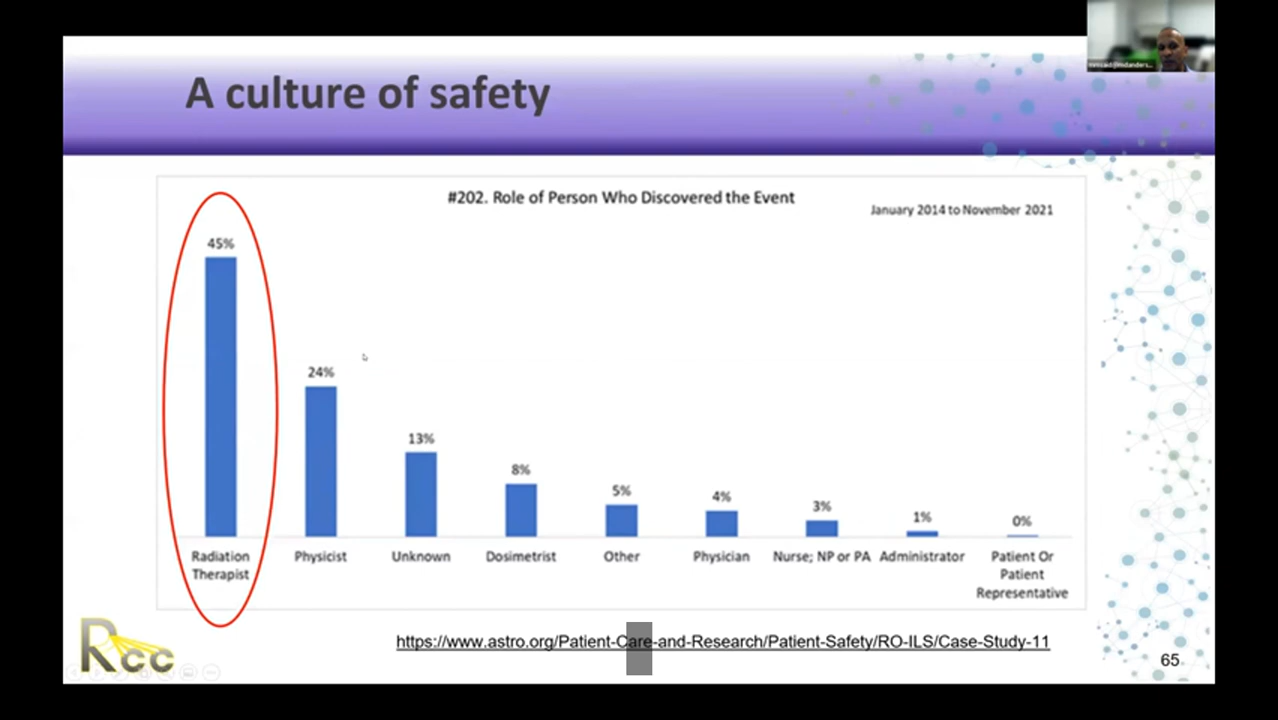 A culture of safety
#202. Role of Person Who Discovered the Event
January 2014 to November 2021
45%
24%
13%
8%
5%
4%
3%
1%
0%
Radiation
Therapist
Physicist
Unknown
Dosimetrist
Other
Physician
Nurse; NP or PA
Administrator
Patient Or
Patient
Representative
https://www.astro.org/Patient-Care-and-Research/Patient-Safety/RO-ILS/Case-Study-11
Rcc
65